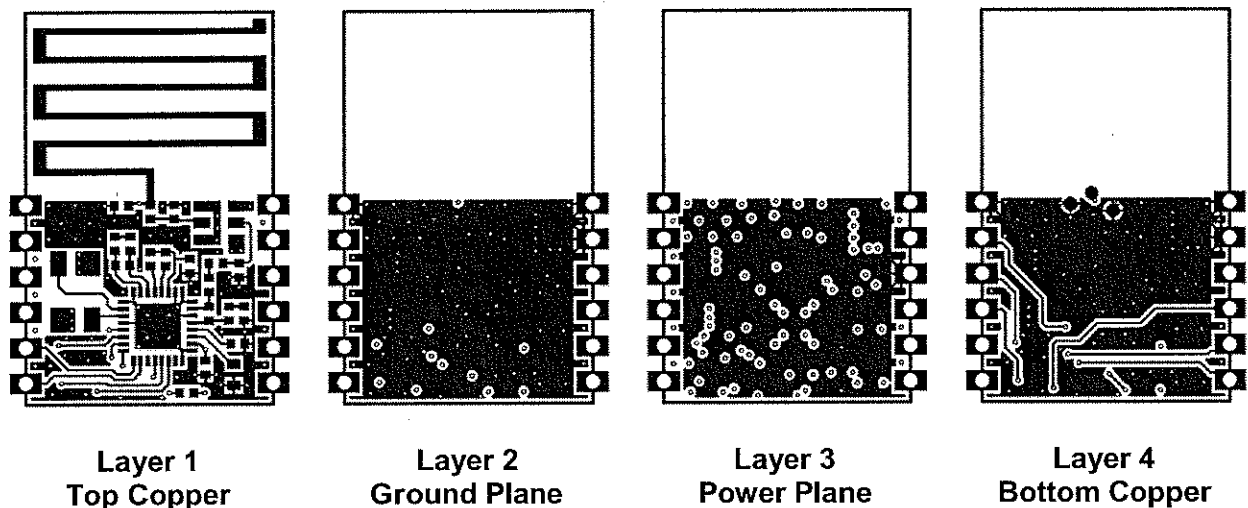 Layer 1
Top Copper
Layer 2
Ground Plane
Layer 3
Power Plane
Layer 4
Bottom Copper